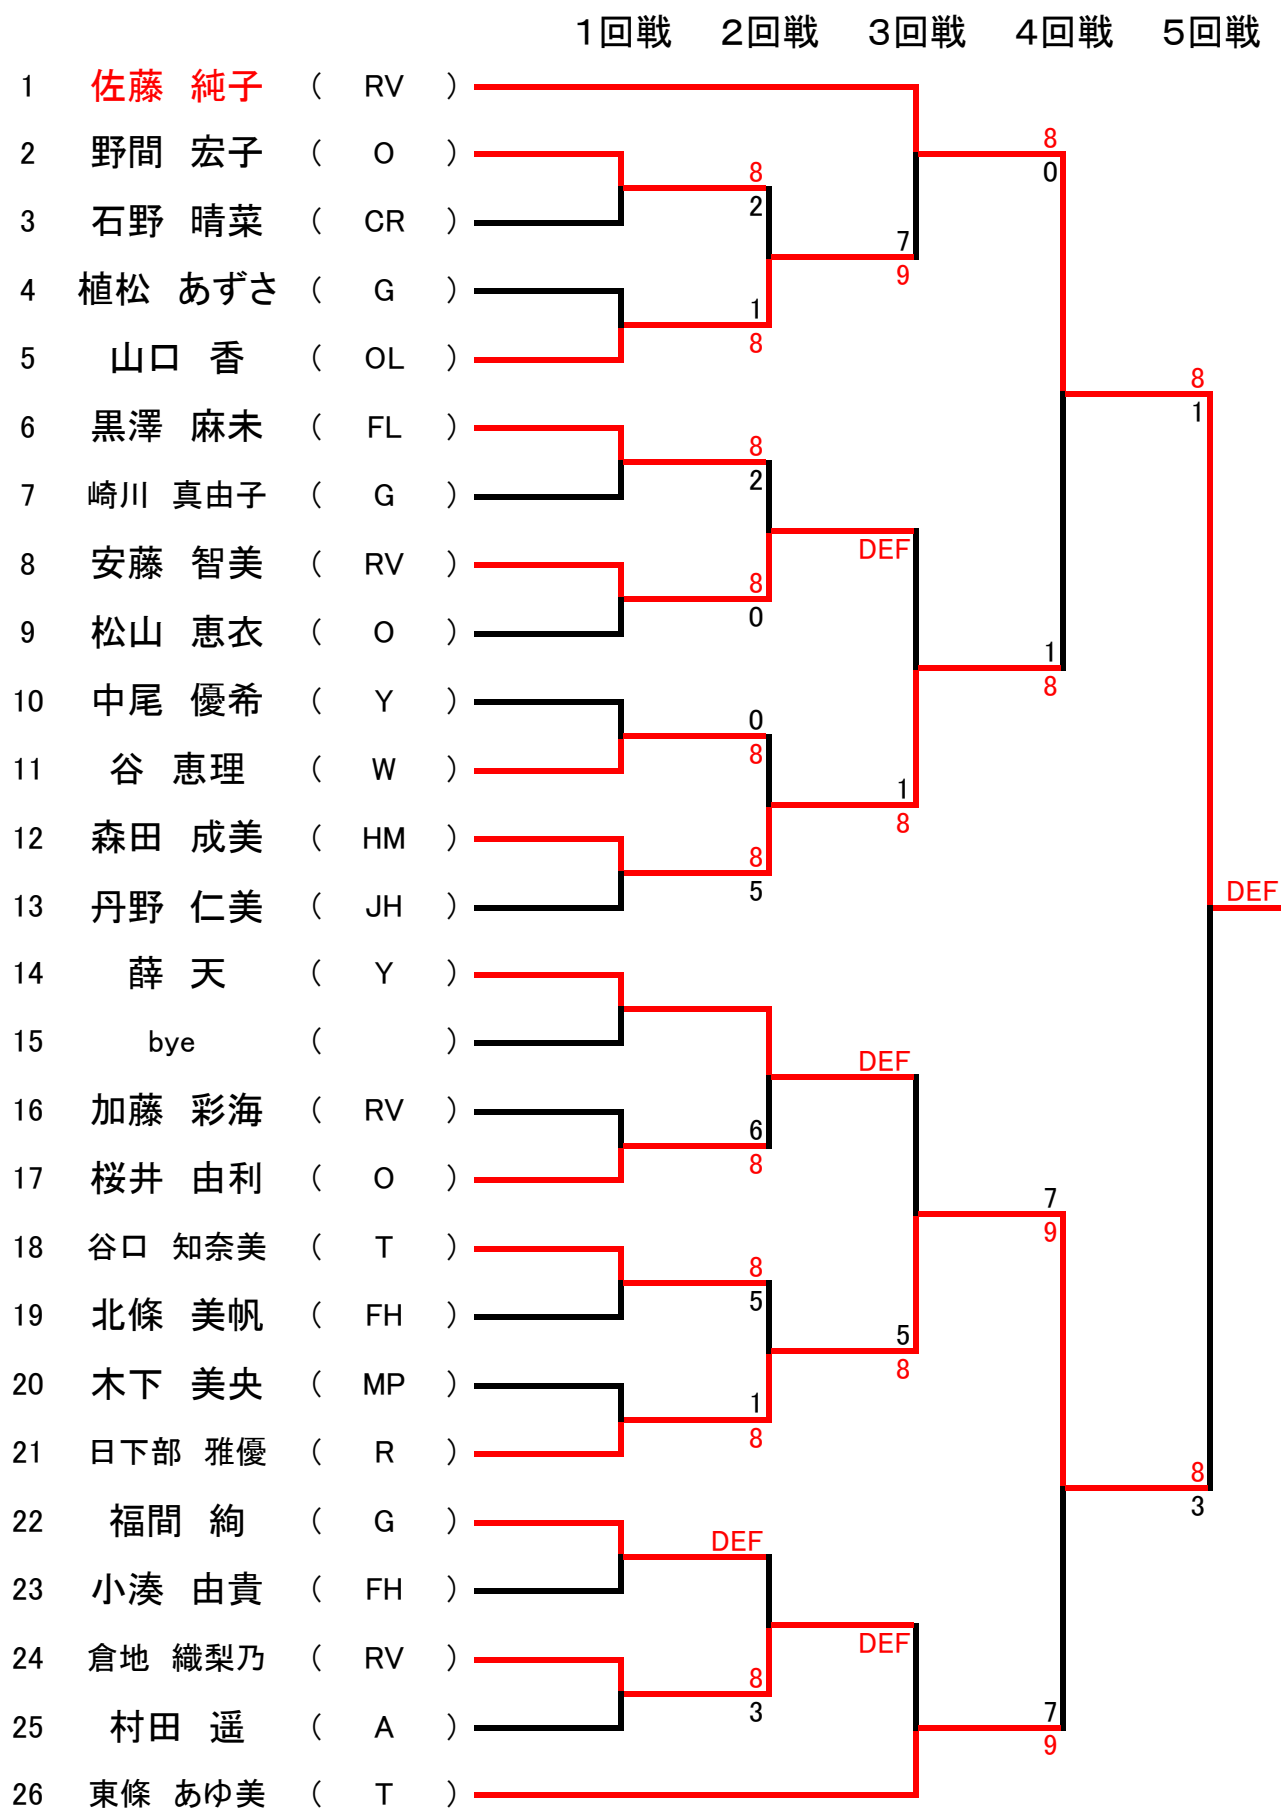 1回戦 2回戦 3回戦 4回戦 5回戦
1 佐藤 純子 ( RV )
8
2 野間 宏子 ( O )
0
8
2
3 石野 晴菜 ( CR )
7
9
4 植松 あずさ ( G )
1
8
5 山口 香 ( OL )
8
1
6 黒澤 麻未 ( FL )
8
2
7 崎川 真由子 ( G )
DEF
8 安藤 智美 ( RV )
8
0
9 松山 恵衣 ( O )
1
8
10 中尾 優希 ( Y )
0
8
11 谷 恵理 ( W )
1
8
12 森田 成美 ( HM )
8
5
DEF
13 丹野 仁美 ( JH )
14 薛 天 ( Y )
15 bye ( )
DEF
16 加藤 彩海 ( RV )
6
8
17 桜井 由利 ( O )
7
9
18 谷口 知奈美 ( T )
8
5
19 北條 美帆 ( FH )
5
8
20 木下 美央 ( MP )
1
8
21 日下部 雅優 ( R )
8
3
22 福間 絢 ( G )
DEF
23 小湊 由貴 ( FH )
DEF
24 倉地 織梨乃 ( RV )
8
3
25 村田 遥 ( A )
7
9
26 東條 あゆ美 ( T )